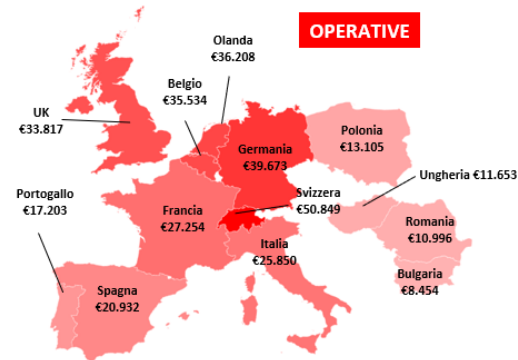 OPERATIVE
Olanda
€36.208
Belgio
€35.534
UK
€33.817
Germania
€39.673
Polonia
€13.105
Ungheria €11.653
Portogallo
€17.203
Svizzera
€50.849
Francia
€27.254
Romania
€10.996
Italia
€25.850
Bulgaria
€8.454
Spagna
€20.932